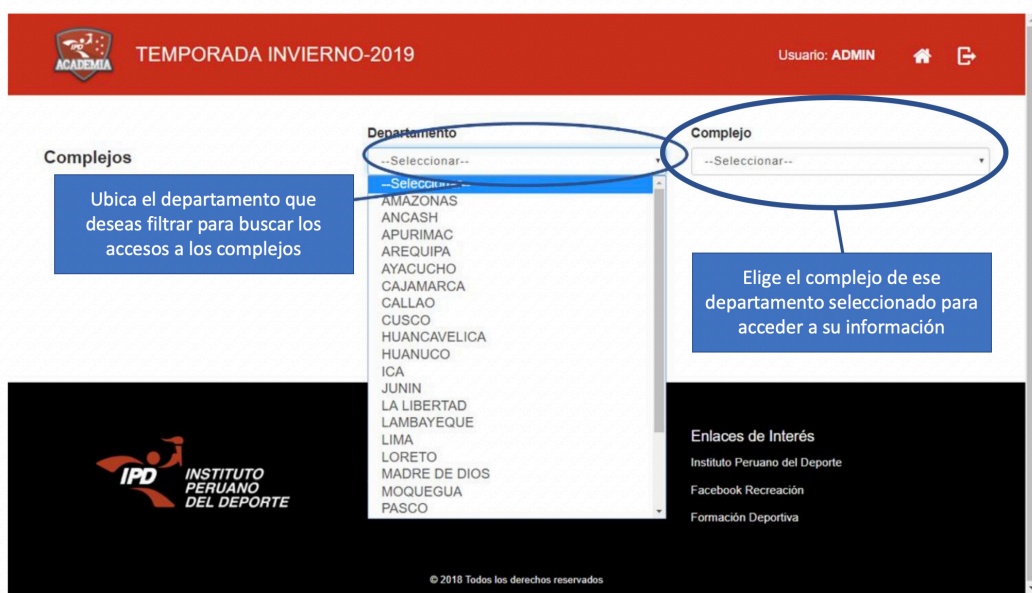 IPD
ACADEMIA
TEMPORADA INVIERNO-2019
Usuario: ADMIN
Complejos
Departamento
--Seleccionar--
Complejo
--Seleccionar--
Ubica el departamento que
deseas filtrar para buscar los
accesos a los complejos
--Seleccionar--
AMAZONAS
ANCASH
APURIMAC
AREQUIPA
AYACUCHO
CAJAMARCA
CALLAO
CUSCO
HUANCAVELICA
HUANUCO
ICA
JUNIN
LA LIBERTAD
LAMBAYEQUE
LIMA
LORETO
MADRE DE DIOS
MOQUEGUA
PASCO
Elige el complejo de ese
departamento seleccionado para
acceder a su información
IPD
INSTITUTO
PERUANO
DEL DEPORTE
Enlaces de Interés
Instituto Peruano del Deporte
Facebook Recreación
Formación Deportiva
© 2018 Todos los derechos reservados